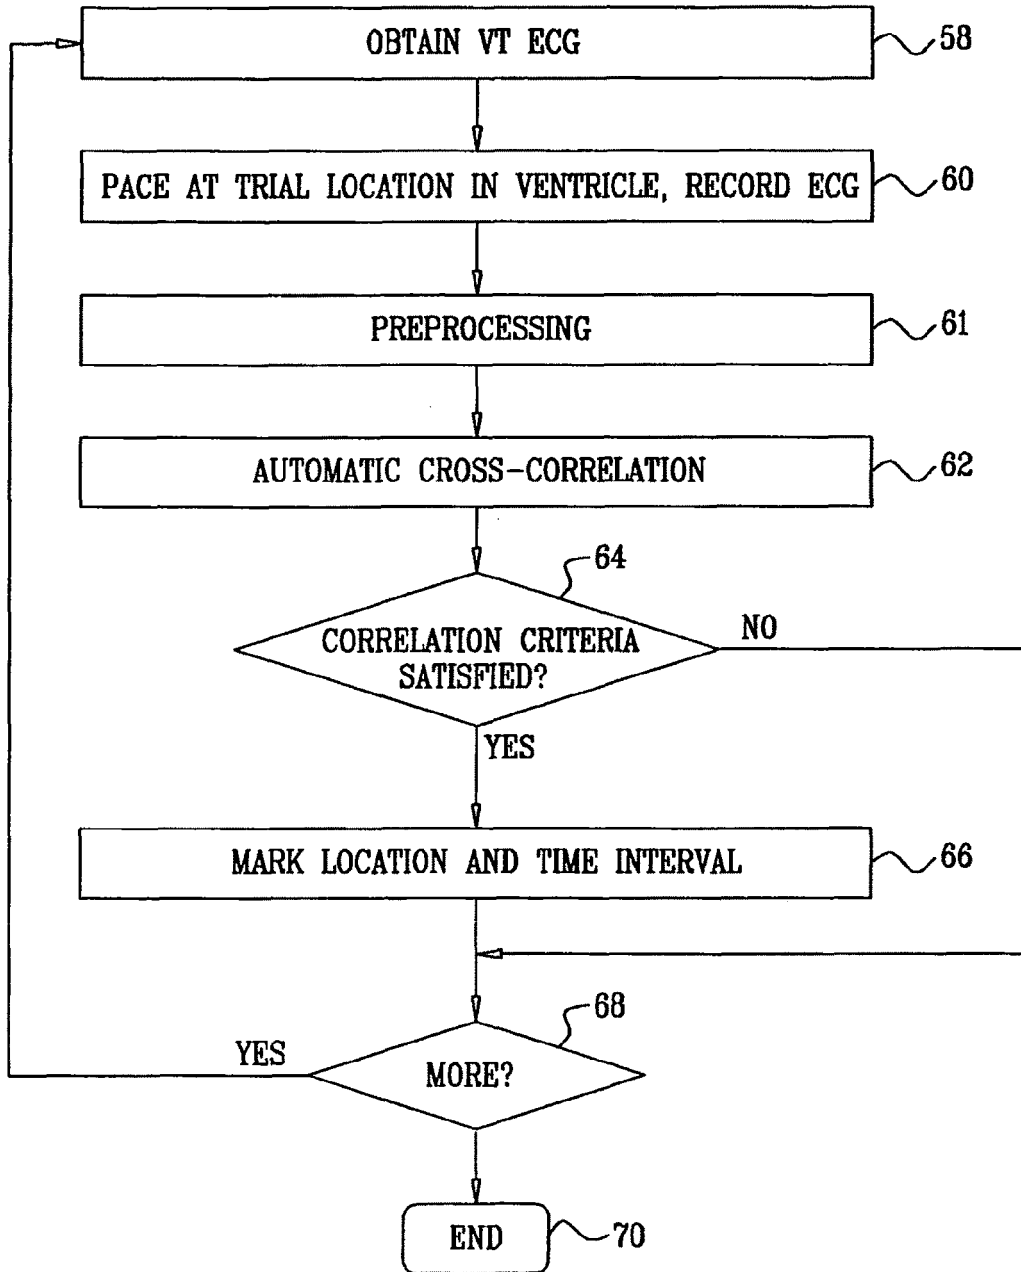 OBTAIN VT ECG
58
PACE AT TRIAL LOCATION IN VENTRICLE, RECORD ECG
60
PREPROCESSING
61
AUTOMATIC CROSS-CORRELATION
62
64
CORRELATION CRITERIA
SATISFIED?
NO
YES
MARK LOCATION AND TIME INTERVAL
66
68
YES
MORE?
END
70